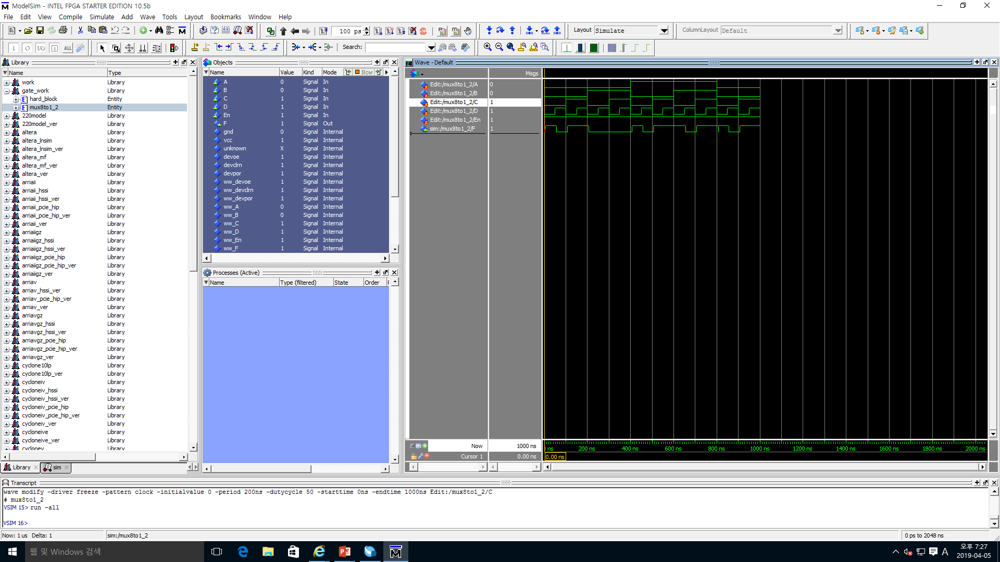 ModelSim - INTEL FPGA STARTER EDITION 10.5b
File Edit View Compile Simulate Add Wave Tools Layout Bookmarks Window Help
100 ps
Layout Simulate
ColumnLayout Default
Search:
Library
Name Type
work Library
gate_work Library
hard_block Entity
mux8to1_2 Entity
220model Library
220model_ver Library
altera Library
altera_lnsim Library
altera_lnsim_ver Library
altera_mf Library
altera_mf_ver Library
altera_ver Library
arriaii Library
arriaii_hssi Library
arriaii_hssi_ver Library
arriaii_pcie_hip Library
arriaii_pcie_hip_ver Library
arriaii_ver Library
arriaiigz Library
arriaiigz_hssi Library
arriaiigz_hssi_ver Library
arriaiigz_pcie_hip Library
arriaiigz_pcie_hip_ver Library
arriaiigz_ver Library
arriav Library
arriav_hssi_ver Library
arriav_pcie_hip_ver Library
arriav_ver Library
arriavgz Library
arriavgz_hssi Library
arriavgz_hssi_ver Library
arriavgz_pcie_hip Library
arriavgz_pcie_hip_ver Library
arriavgz_ver Library
cyclone10lp Library
cyclone10lp_ver Library
cycloneiv Library
cycloneiv_hssi Library
cycloneiv_hssi_ver Library
cycloneiv_pcie_hip Library
cycloneiv_pcie_hip_ver Library
cycloneiv_ver Library
cycloneive Library
cycloneive_ver Library
cyclonev Library
Library sim
Objects
Name Value Kind Mode Now
A 0 Signal In
B 0 Signal In
C 1 Signal In
D 1 Signal In
En 1 Signal In
F 1 Signal Out
gnd 0 Signal Internal
vcc 1 Signal Internal
unknown X Signal Internal
devoe 1 Signal Internal
devclrn 1 Signal Internal
devpor 1 Signal Internal
ww_devoe 1 Signal Internal
ww_devclrn 1 Signal Internal
ww_devpor 1 Signal Internal
ww_A 0 Signal Internal
ww_B 0 Signal Internal
ww_C 1 Signal Internal
ww_D 1 Signal Internal
ww_En 1 Signal Internal
ww_F 1 Signal Internal
Processes (Active)
Name Type (filtered) State Order
Wave - Default
Msgs
Edit:/mux8to1_2/A 0
Edit:/mux8to1_2/B 0
Edit:/mux8to1_2/C 1
Edit:/mux8to1_2/D 1
Edit:/mux8to1_2/En 1
sim:/mux8to1_2/F 1
Now 1000 ns
ns 200 ns 400 ns 600 ns 800 ns 1000 ns 1200 ns 1400 ns 1600 ns 1800 ns 2000 ns
Cursor 1 0.00 ns
0.00 ns
Transcript
wave modify -driver freeze -pattern clock -initialvalue 0 -period 200ns -dutycycle 50 -starttime 0ns -endtime 1000ns Edit:/mux8to1_2/C
# mux8to1_2
VSIM 15> run -all
VSIM 16>
Now: 1 us Delta: 1
sim:/mux8to1_2
0 ps to 2048 ns
웹 및 Windows 검색
A
오후 7:27
2019-04-05